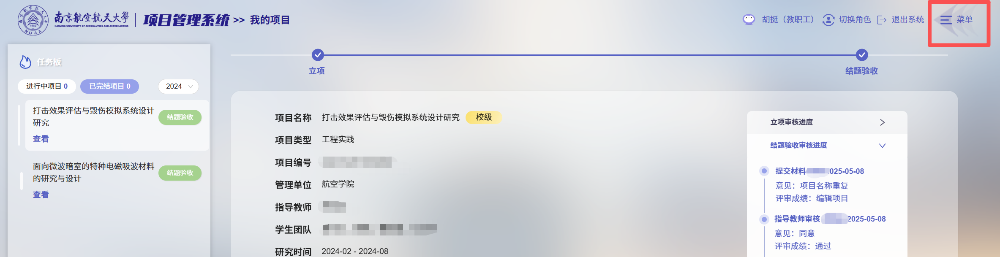 南京航空航天大學
NANJING UNIVERSITY OF AERONAUTICS AND ASTRONAUTICS
1952
NUAA
项目管理系统 >> 我的项目
胡挺（教职工） 切换角色 退出系统 菜单
任务板
进行中项目 0 已完结项目 0 2024
打击效果评估与毁伤模拟系统设计研究
结题验收
查看
面向微波暗室的特种电磁吸波材料的研究与设计
结题验收
查看
立项 结题验收
项目名称 打击效果评估与毁伤模拟系统设计研究 校级
项目类型 工程实践
项目编号
管理单位 航空学院
指导教师
学生团队
研究时间 2024-02 - 2024-08
立项审核进度
结题验收审核进度
提交材料 025-05-08
意见：项目名称重复
评审成绩：编辑项目
指导教师审核 2025-05-08
意见：同意
评审成绩：通过